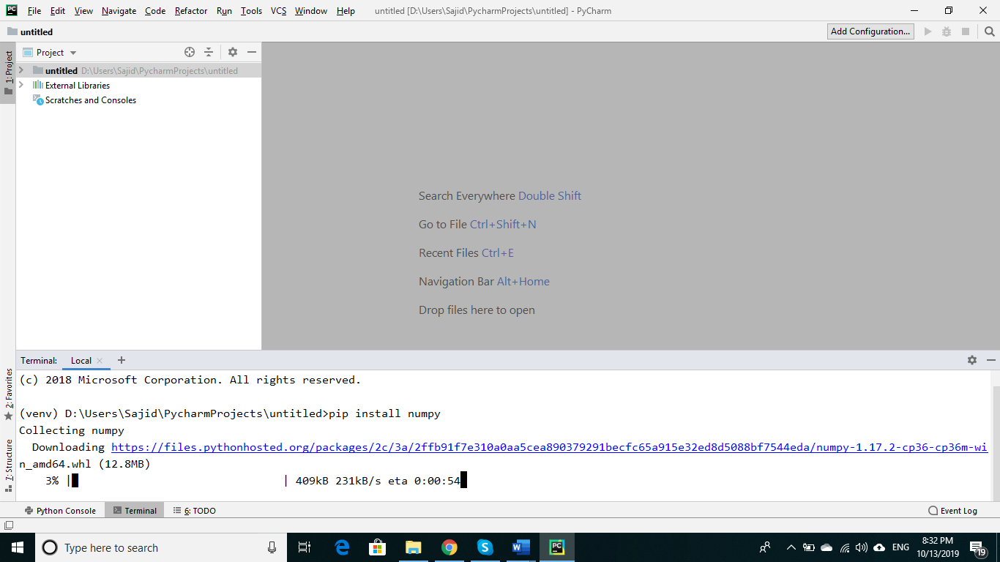 PC File Edit View Navigate Code Refactor Run Tools VCS Window Help untitled [D:\Users\Sajid\PycharmProjects\untitled] - PyCharm
untitled Add Configuration...
1: Project
Project
untitled D:\Users\Sajid\PycharmProjects\untitled
External Libraries
Scratches and Consoles
Search Everywhere Double Shift
Go to File Ctrl+Shift+N
Recent Files Ctrl+E
Navigation Bar Alt+Home
Drop files here to open
2: Favorites
7: Structure
Terminal: Local +
(c) 2018 Microsoft Corporation. All rights reserved.
(venv) D:\Users\Sajid\PycharmProjects\untitled>pip install numpy
Collecting numpy
Downloading https://files.pythonhosted.org/packages/2c/3a/2ffb91f7e310a0aa5cea890379291becfc65a915e32ed8d5088bf7544eda/numpy-1.17.2-cp36-cp36m-wi
n_amd64.whl (12.8MB)
3% |█ | 409kB 231kB/s eta 0:00:54
Python Console Terminal 6: TODO Event Log
Type here to search
W PC ENG 8:32 PM
10/13/2019 19